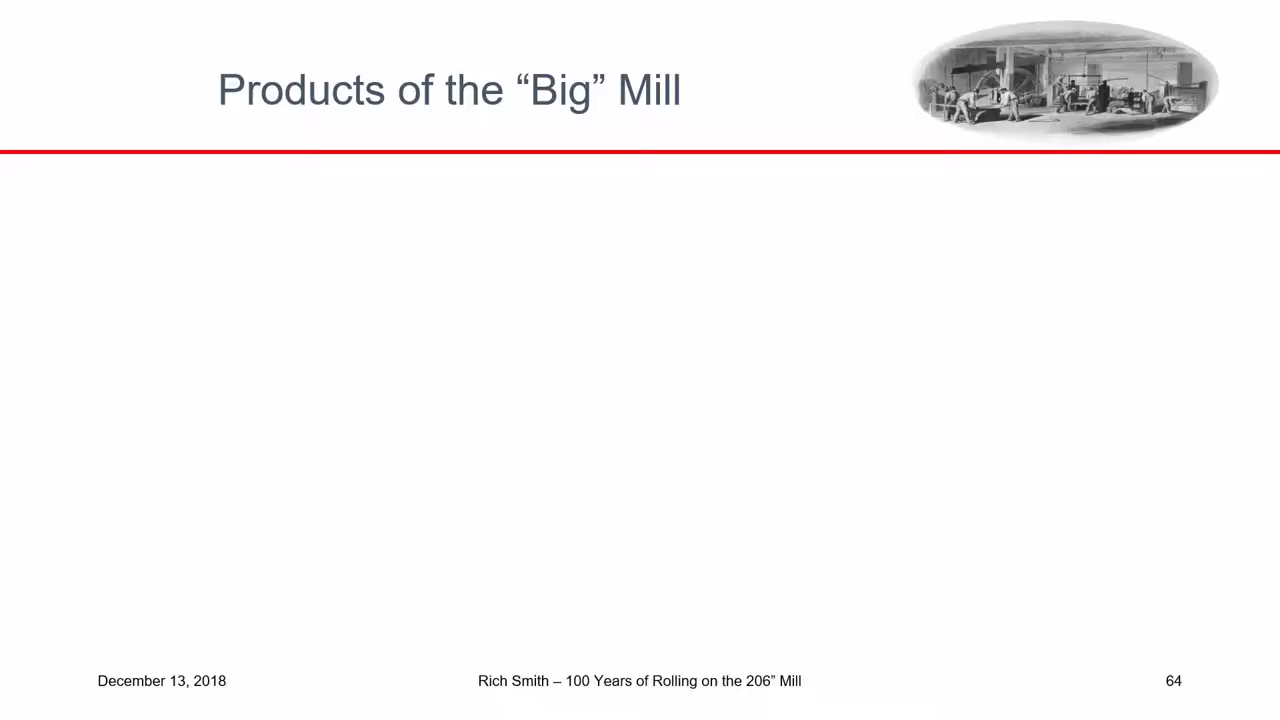 Products of the “Big” Mill
December 13, 2018
Rich Smith – 100 Years of Rolling on the 206” Mill
64